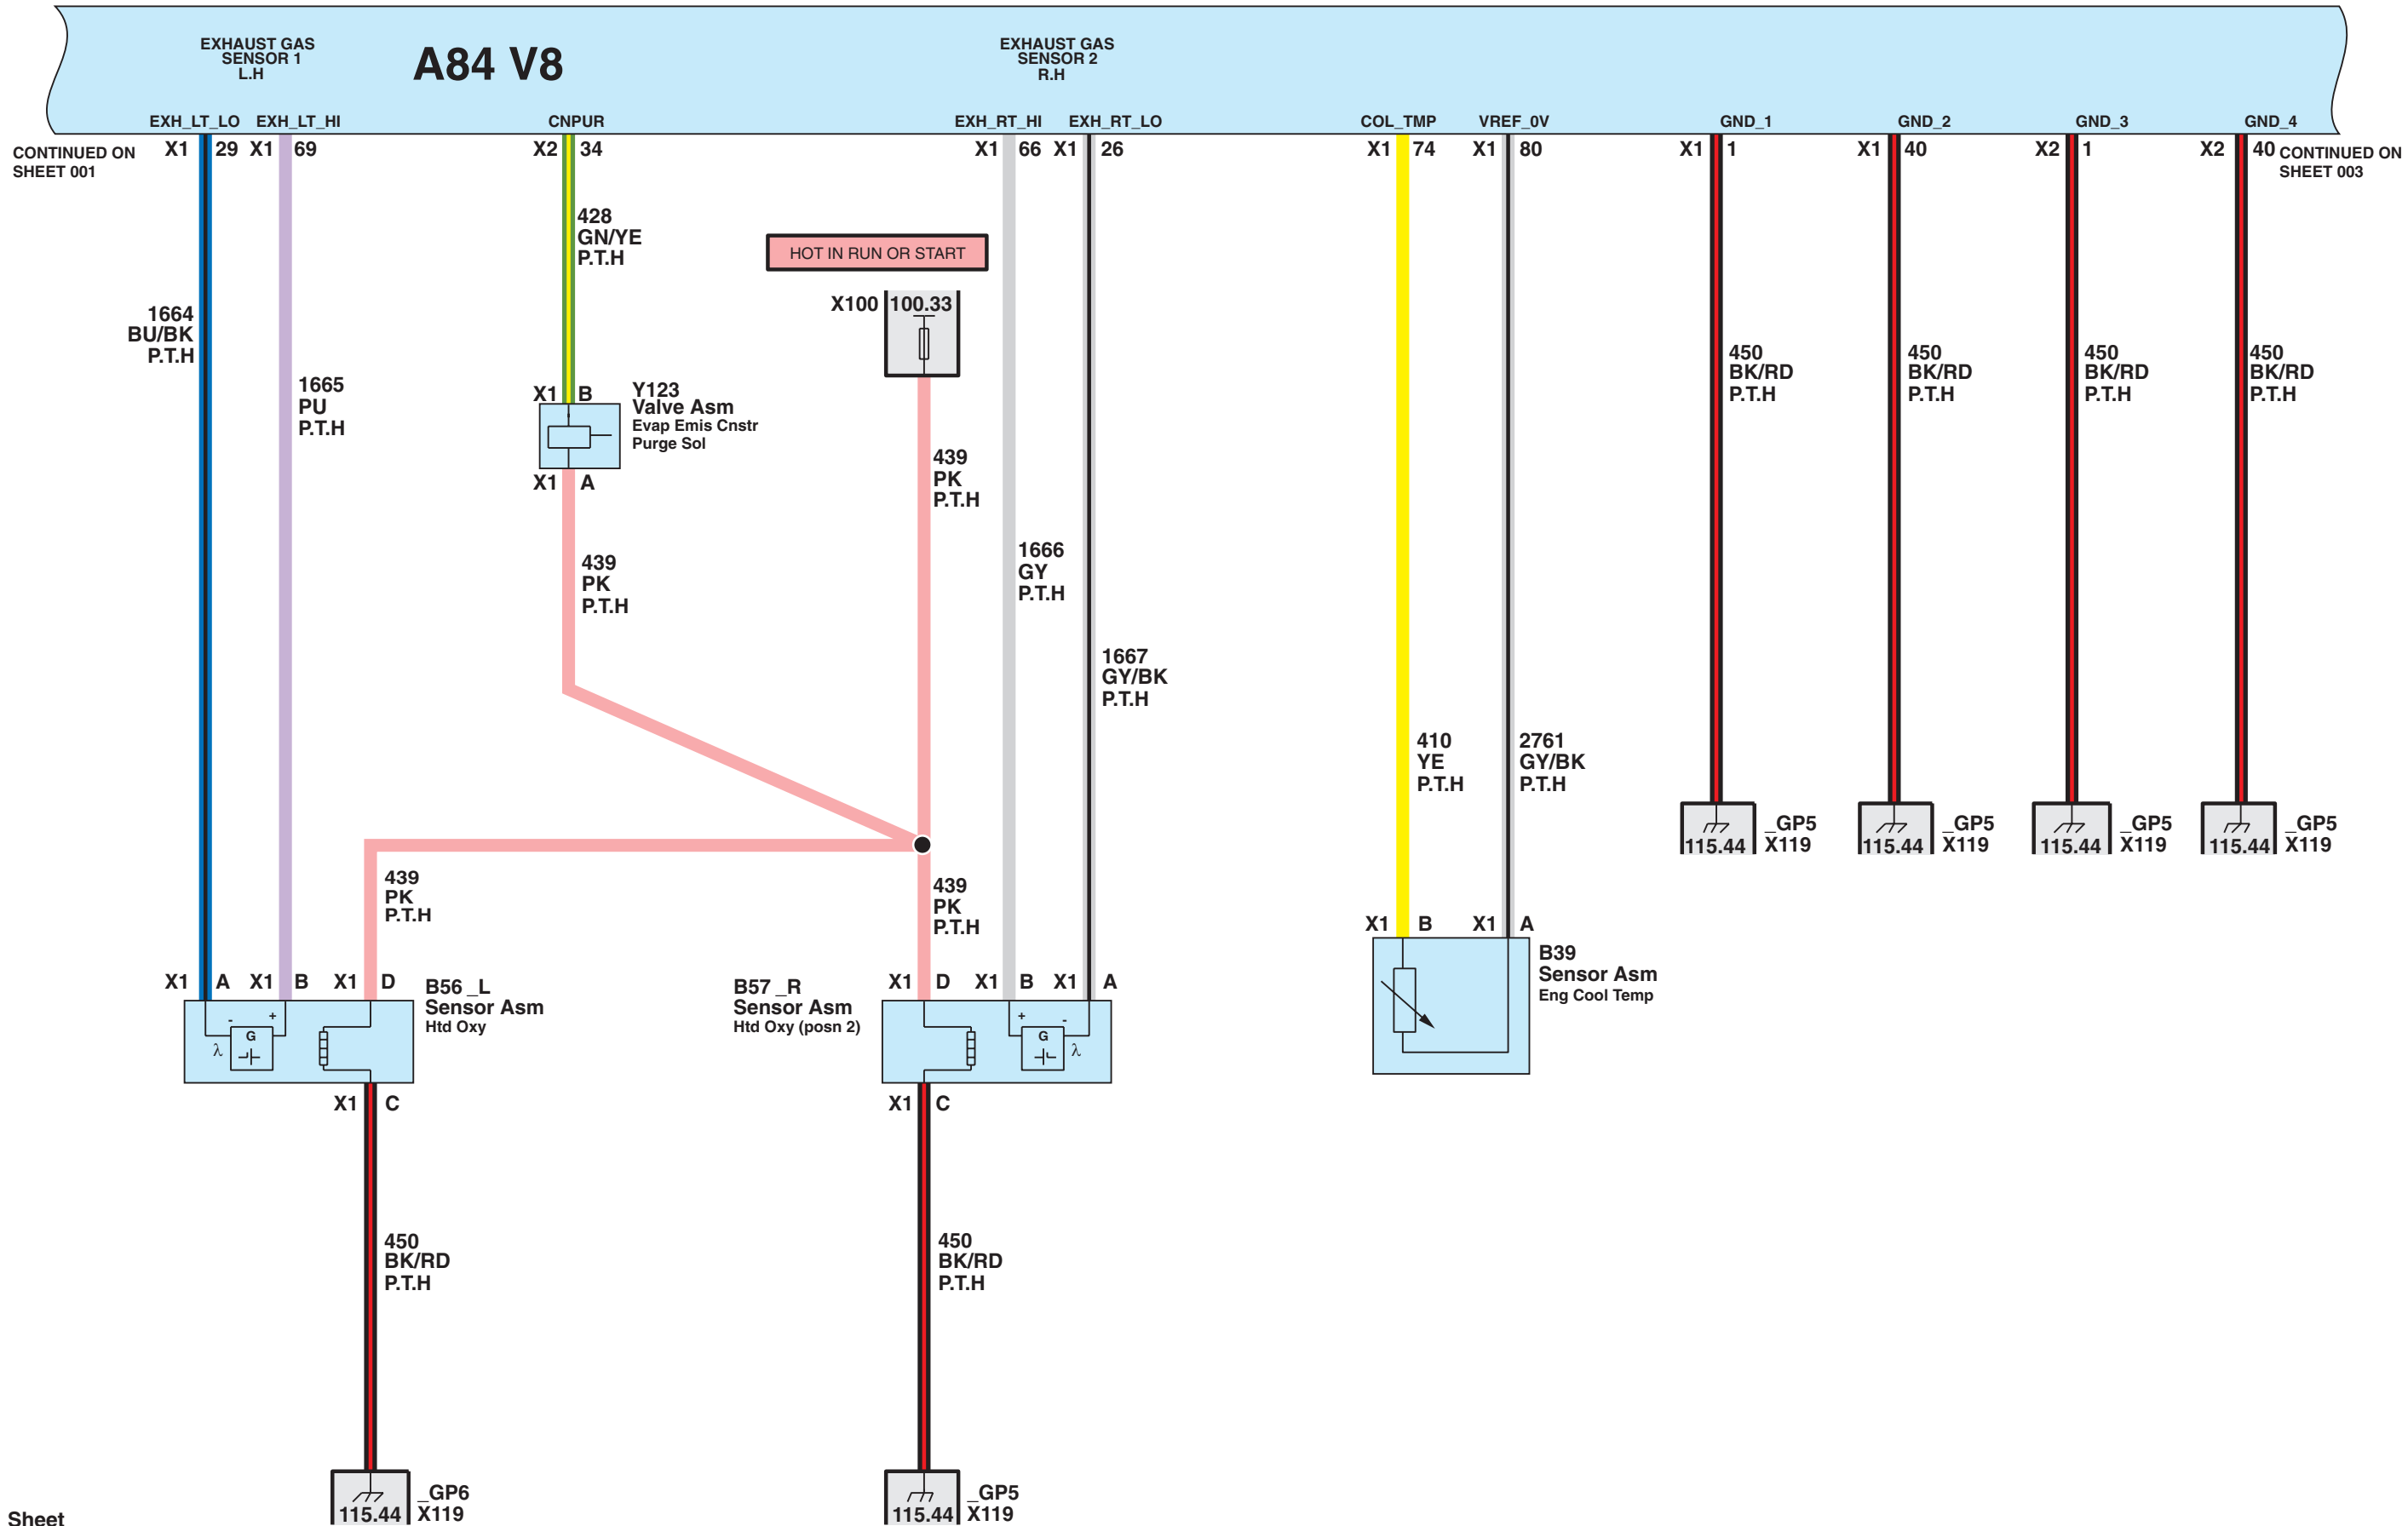 EXHAUST GAS
SENSOR 1
L.H
A84 V8
EXHAUST GAS
SENSOR 2
R.H
EXH_LT_LO EXH_LT_HI CNPUR EXH_RT_HI EXH_RT_LO COL_TMP VREF_0V GND_1 GND_2 GND_3 GND_4
CONTINUED ON
SHEET 001
X1 29 X1 69 X2 34 X1 66 X1 26 X1 74 X1 80 X1 1 X1 40 X2 1 X2 40
CONTINUED ON
SHEET 003
428
GN/YE
P.T.H
HOT IN RUN OR START
X100 100.33
1664
BU/BK
P.T.H
1665
PU
P.T.H
450
BK/RD
P.T.H
450
BK/RD
P.T.H
450
BK/RD
P.T.H
450
BK/RD
P.T.H
X1 B
Y123
Valve Asm
Evap Emis Cnstr
Purge Sol
X1 A
439
PK
P.T.H
439
PK
P.T.H
1666
GY
P.T.H
1667
GY/BK
P.T.H
410
YE
P.T.H
2761
GY/BK
P.T.H
115.44
_GP5
X119
115.44
_GP5
X119
115.44
_GP5
X119
115.44
_GP5
X119
439
PK
P.T.H
439
PK
P.T.H
X1 B X1 A
B39
Sensor Asm
Eng Cool Temp
X1 A X1 B X1 D
B56_L
Sensor Asm
Htd Oxy
- +
G
λ
X1 C
B57_R
Sensor Asm
Htd Oxy (posn 2)
X1 D X1 B X1 A
+ -
G
λ
X1 C
450
BK/RD
P.T.H
450
BK/RD
P.T.H
115.44
_GP6
X119
115.44
_GP5
X119
Sheet